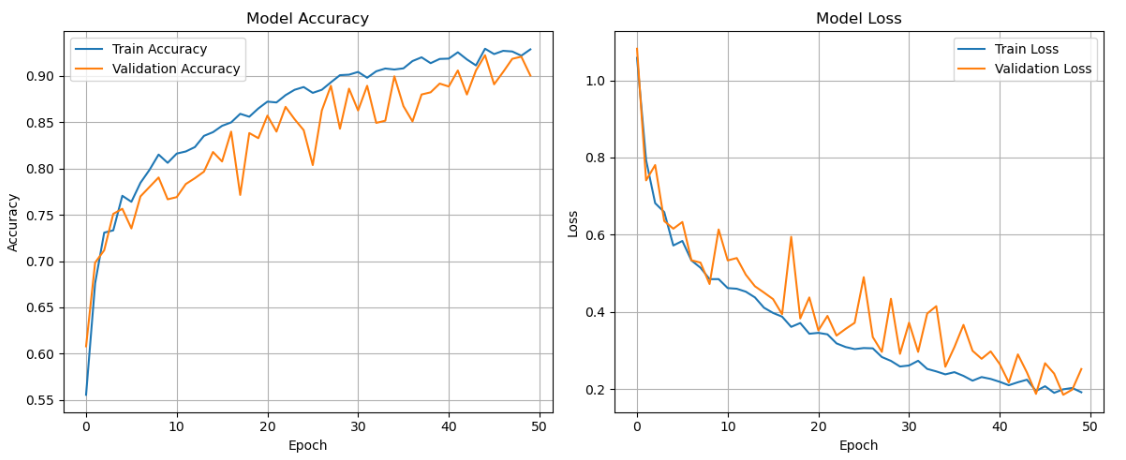 Model Accuracy
Train Accuracy
Validation Accuracy
0.90
0.85
0.80
0.75
0.70
0.65
0.60
0.55
Accuracy
0 10 20 30 40 50
Epoch
Model Loss
Train Loss
Validation Loss
1.0
0.8
0.6
0.4
0.2
Loss
0 10 20 30 40 50
Epoch